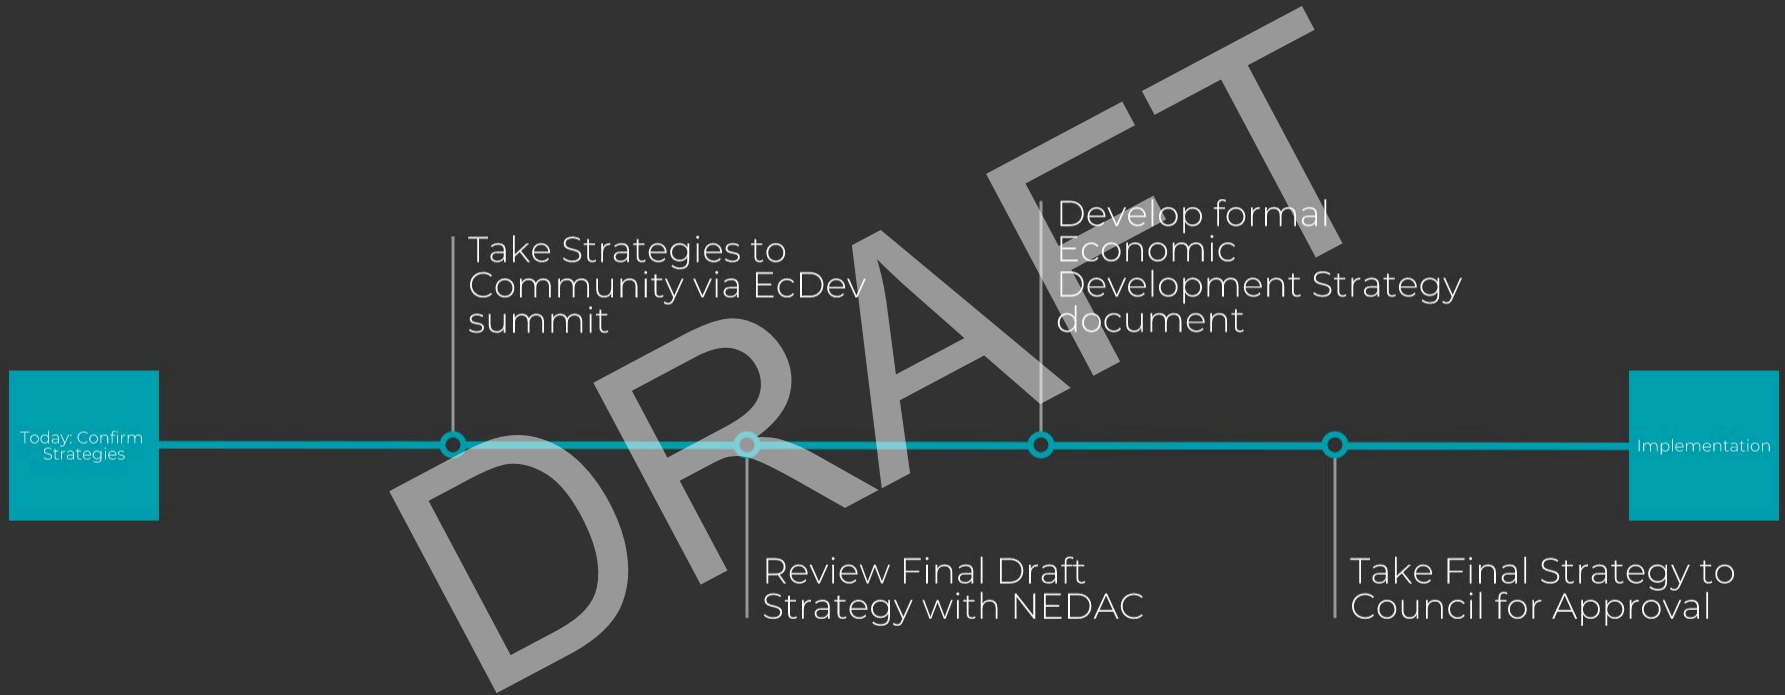 Today: Confirm
Strategies
Take Strategies to
Community via EcDev
summit
Review Final Draft
Strategy with NEDAC
Develop formal
Economic
Development Strategy
document
Take Final Strategy to
Council for Approval
Implementation
DRAFT